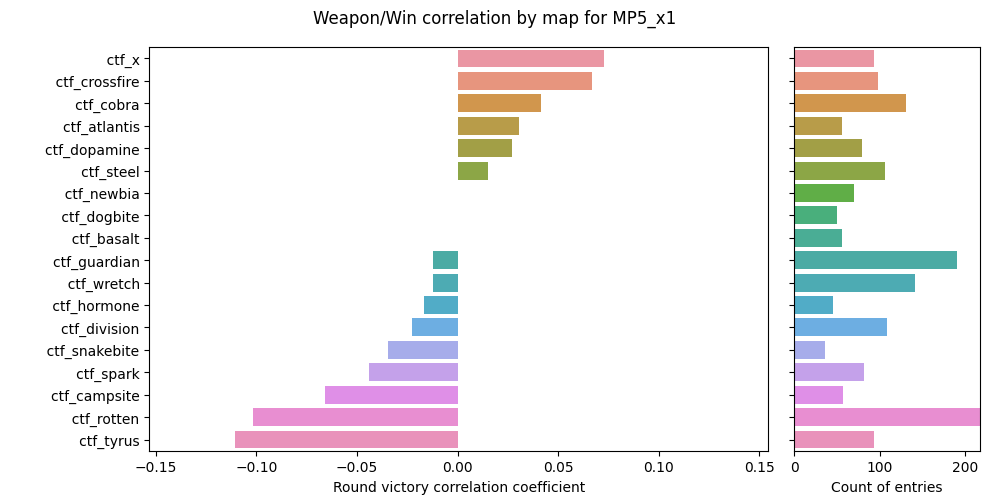 Weapon/Win correlation by map for MP5_x1
ctf_x
ctf_crossfire
ctf_cobra
ctf_atlantis
ctf_dopamine
ctf_steel
ctf_newbia
ctf_dogbite
ctf_basalt
ctf_guardian
ctf_wretch
ctf_hormone
ctf_division
ctf_snakebite
ctf_spark
ctf_campsite
ctf_rotten
ctf_tyrus
−0.15 −0.10 −0.05 0.00 0.05 0.10 0.15
Round victory correlation coefficient
0 100 200
Count of entries